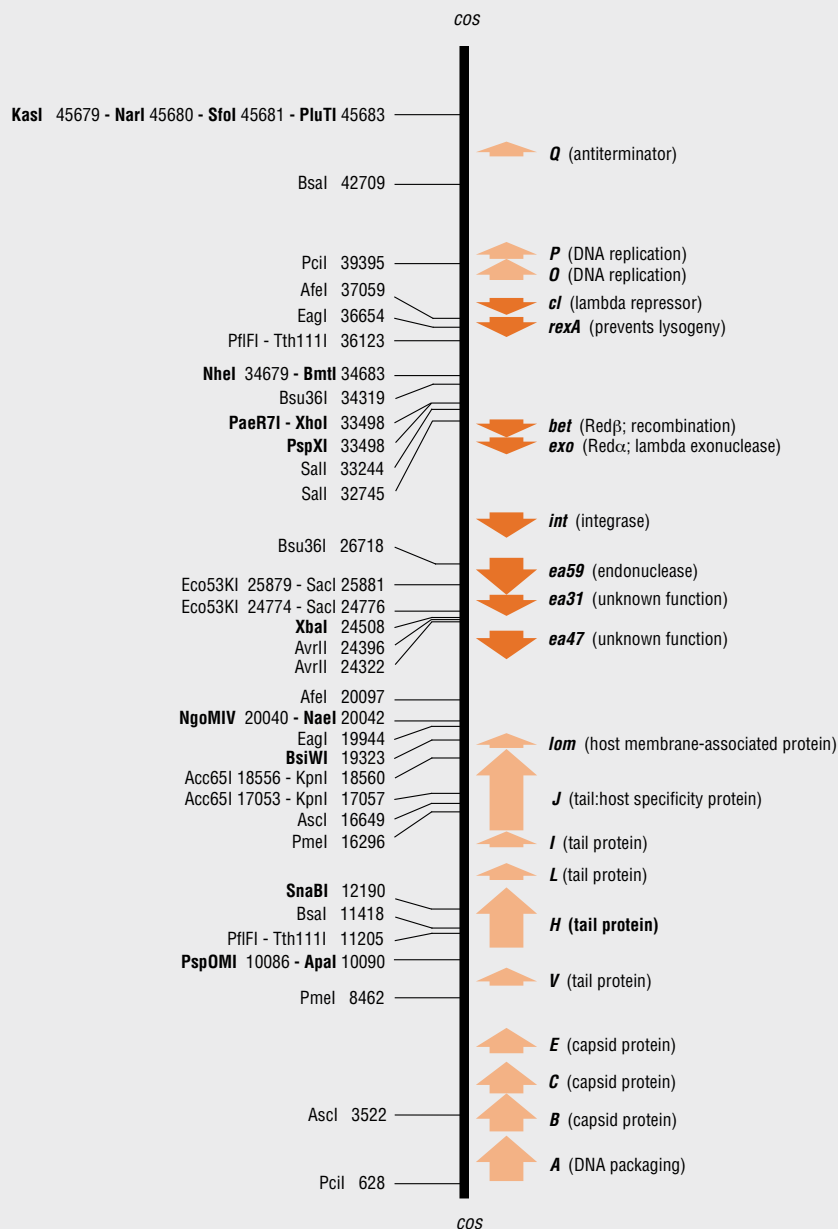 cos
KasI 45679 - NarI 45680 - SfoI 45681 - PluTI 45683
Q (antiterminator)
BsaI 42709
P (DNA replication)
PciI 39395
O (DNA replication)
AfeI 37059
cI (lambda repressor)
EagI 36654
rexA (prevents lysogeny)
PflFI - Tth111I 36123
NheI 34679 - BmtI 34683
Bsu36I 34319
PaeR7I - XhoI 33498
bet (Redβ; recombination)
PspXI 33498
exo (Redα; lambda exonuclease)
SalI 33244
SalI 32745
int (integrase)
Bsu36I 26718
ea59 (endonuclease)
Eco53KI 25879 - SacI 25881
ea31 (unknown function)
Eco53KI 24774 - SacI 24776
XbaI 24508
ea47 (unknown function)
AvrII 24396
AvrII 24322
AfeI 20097
NgoMIV 20040 - NaeI 20042
EagI 19944
lom (host membrane-associated protein)
BsiWI 19323
Acc65I 18556 - KpnI 18560
Acc65I 17053 - KpnI 17057
J (tail:host specificity protein)
AscI 16649
PmeI 16296
I (tail protein)
L (tail protein)
SnaBI 12190
BsaI 11418
H (tail protein)
PflFI - Tth111I 11205
PspOMI 10086 - ApaI 10090
V (tail protein)
PmeI 8462
E (capsid protein)
C (capsid protein)
AscI 3522
B (capsid protein)
A (DNA packaging)
PciI 628
cos